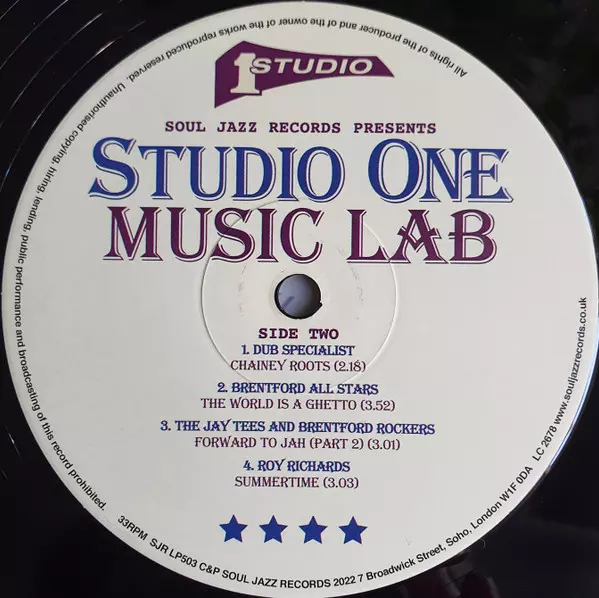 All rights of the producer and of the owner of the works reproduced reserved. Unauthorised copying, hiring, lending, public performance and broadcasting of this record prohibited.
1 STUDIO
SOUL JAZZ RECORDS PRESENTS
STUDIO ONE
MUSIC LAB
SIDE TWO
1. DUB SPECIALIST
CHAINEY ROOTS (2.18)
2. BRENTFORD ALL STARS
THE WORLD IS A GHETTO (3.52)
3. THE JAY TEES AND BRENTFORD ROCKERS
FORWARD TO JAH (PART 2) (3.01)
4. ROY RICHARDS
SUMMERTIME (3.03)
33RPM SJR LP503 C&P SOUL JAZZ RECORDS 2022 7 Broadwick Street, Soho, London W1F 0DA LC 2678 www.souljazzrecords.co.uk